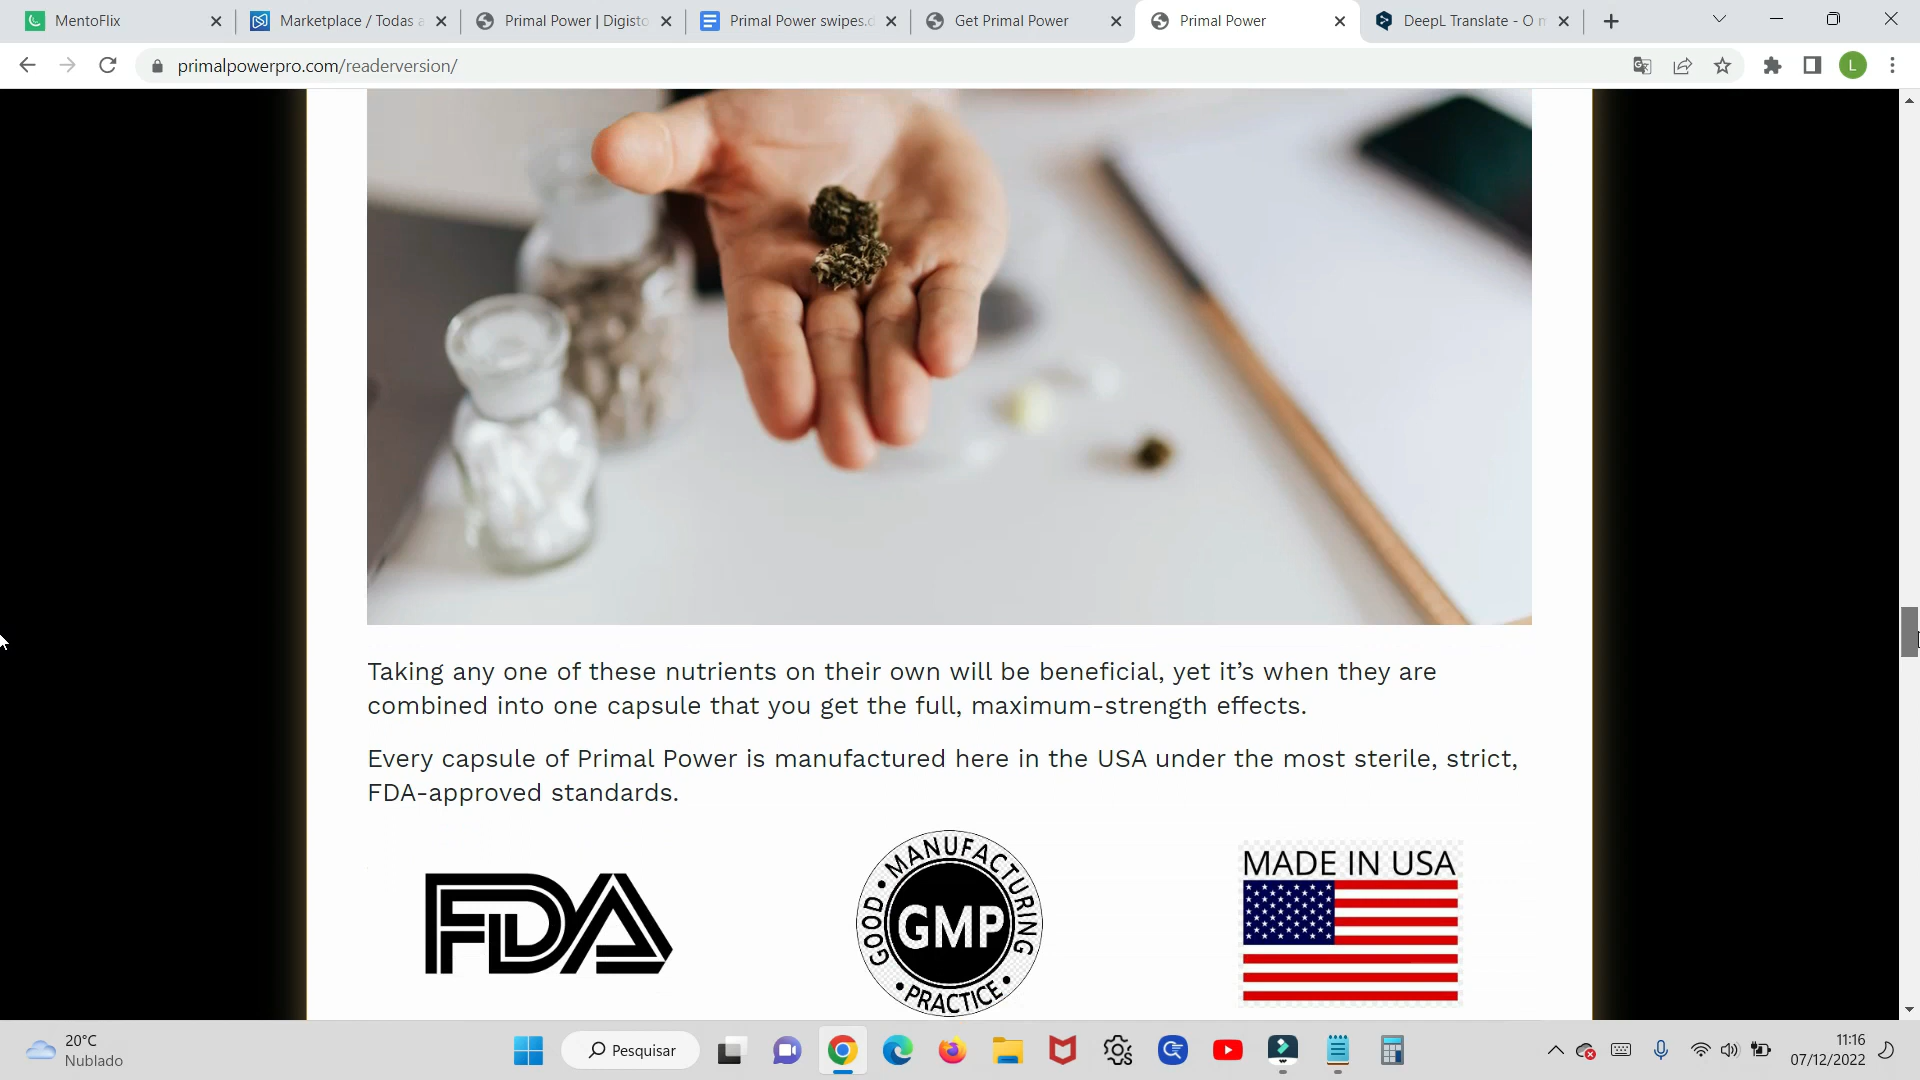 MentoFlix
Marketplace / Todas a
Primal Power | Digisto
Primal Power swipes.d
Get Primal Power
Primal Power
DeepL Translate - O m
primalpowerpro.com/readerversion/
L
Taking any one of these nutrients on their own will be beneficial, yet it’s when they are
combined into one capsule that you get the full, maximum-strength effects.
Every capsule of Primal Power is manufactured here in the USA under the most sterile, strict,
FDA-approved standards.
FDA
GOOD • MANUFACTURING
GMP
• PRACTICE •
MADE IN USA
20°C
Nublado
Pesquisar
11:16
07/12/2022